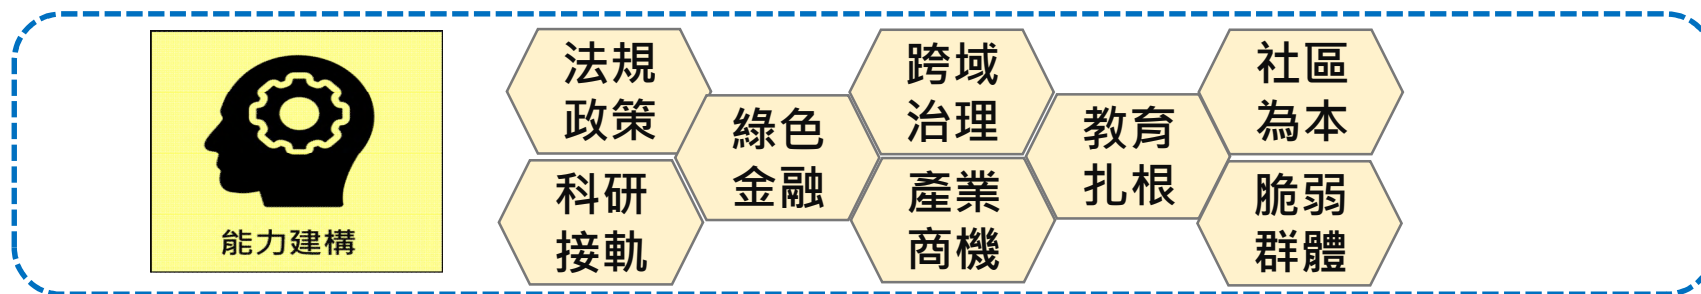 能力建構
法規
政策
科研
接軌
綠色
金融
跨域
治理
產業
商機
教育
扎根
社區
為本
脆弱
群體